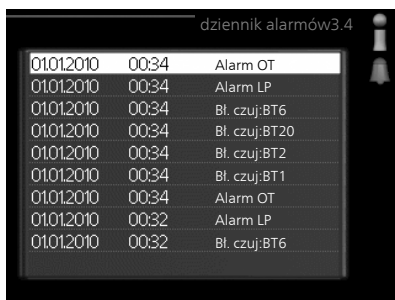 dziennik alarmów3.4
01.01.2010 00:34 Alarm OT
01.01.2010 00:34 Alarm LP
01.01.2010 00:34 Bł. czuj:BT6
01.01.2010 00:34 Bł. czuj:BT20
01.01.2010 00:34 Bł. czuj:BT2
01.01.2010 00:34 Bł. czuj:BT1
01.01.2010 00:34 Alarm OT
01.01.2010 00:32 Alarm LP
01.01.2010 00:32 Bł. czuj:BT6